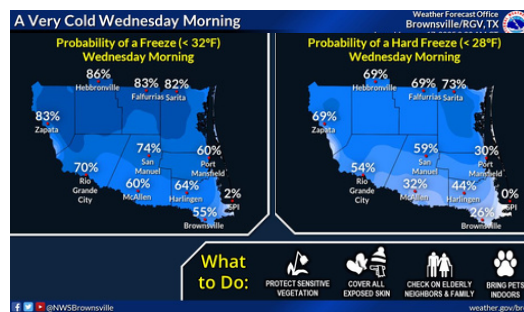 A Very Cold Wednesday Morning
Weather Forecast Office
Brownsville/RGV,TX
Probability of a Freeze (< 32°F)
Wednesday Morning
86%
Hebbronville
83%
Falfurrias
82%
Sarita
83%
Zapata
74%
San
Manuel
60%
Port
Mansfield
70%
Rio
Grande
City
60%
McAllen
64%
Harlingen
2%
SPI
55%
Brownsville
Probability of a Hard Freeze (< 28°F)
Wednesday Morning
69%
Hebbronville
69%
Falfurrias
73%
Sarita
69%
Zapata
59%
San
Manuel
30%
Port
Mansfield
54%
Rio
Grande
City
32%
McAllen
44%
Harlingen
0%
SPI
26%
Brownsville
What
to Do:
PROTECT SENSITIVE
VEGETATION
COVER ALL
EXPOSED SKIN
CHECK ON ELDERLY
NEIGHBORS & FAMILY
BRING PETS
INDOORS
@NWSBrownsville
weather.gov/br